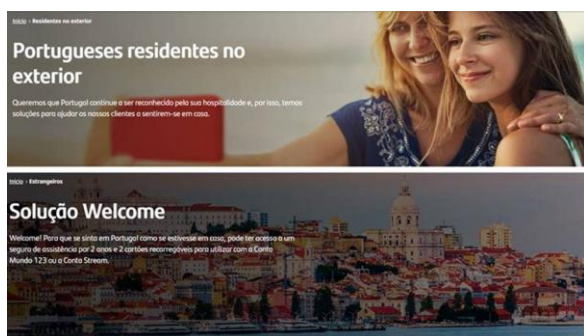 Início > Residentes no exterior
Portugueses residentes no
exterior
Queremos que Portugal continue a ser reconhecido pela sua hospitalidade e, por isso, temos
soluções para ajudar os nossos clientes a sentirem-se em casa.
Início > Estrangeiros
Solução Welcome
Welcome! Para que se sinta em Portugal como se estivesse em casa, pode ter acesso a um
seguro de assistência por 2 anos e 2 cartões recarregáveis para utilizar com a Conta
Mundo 123 ou a Conta Stream.